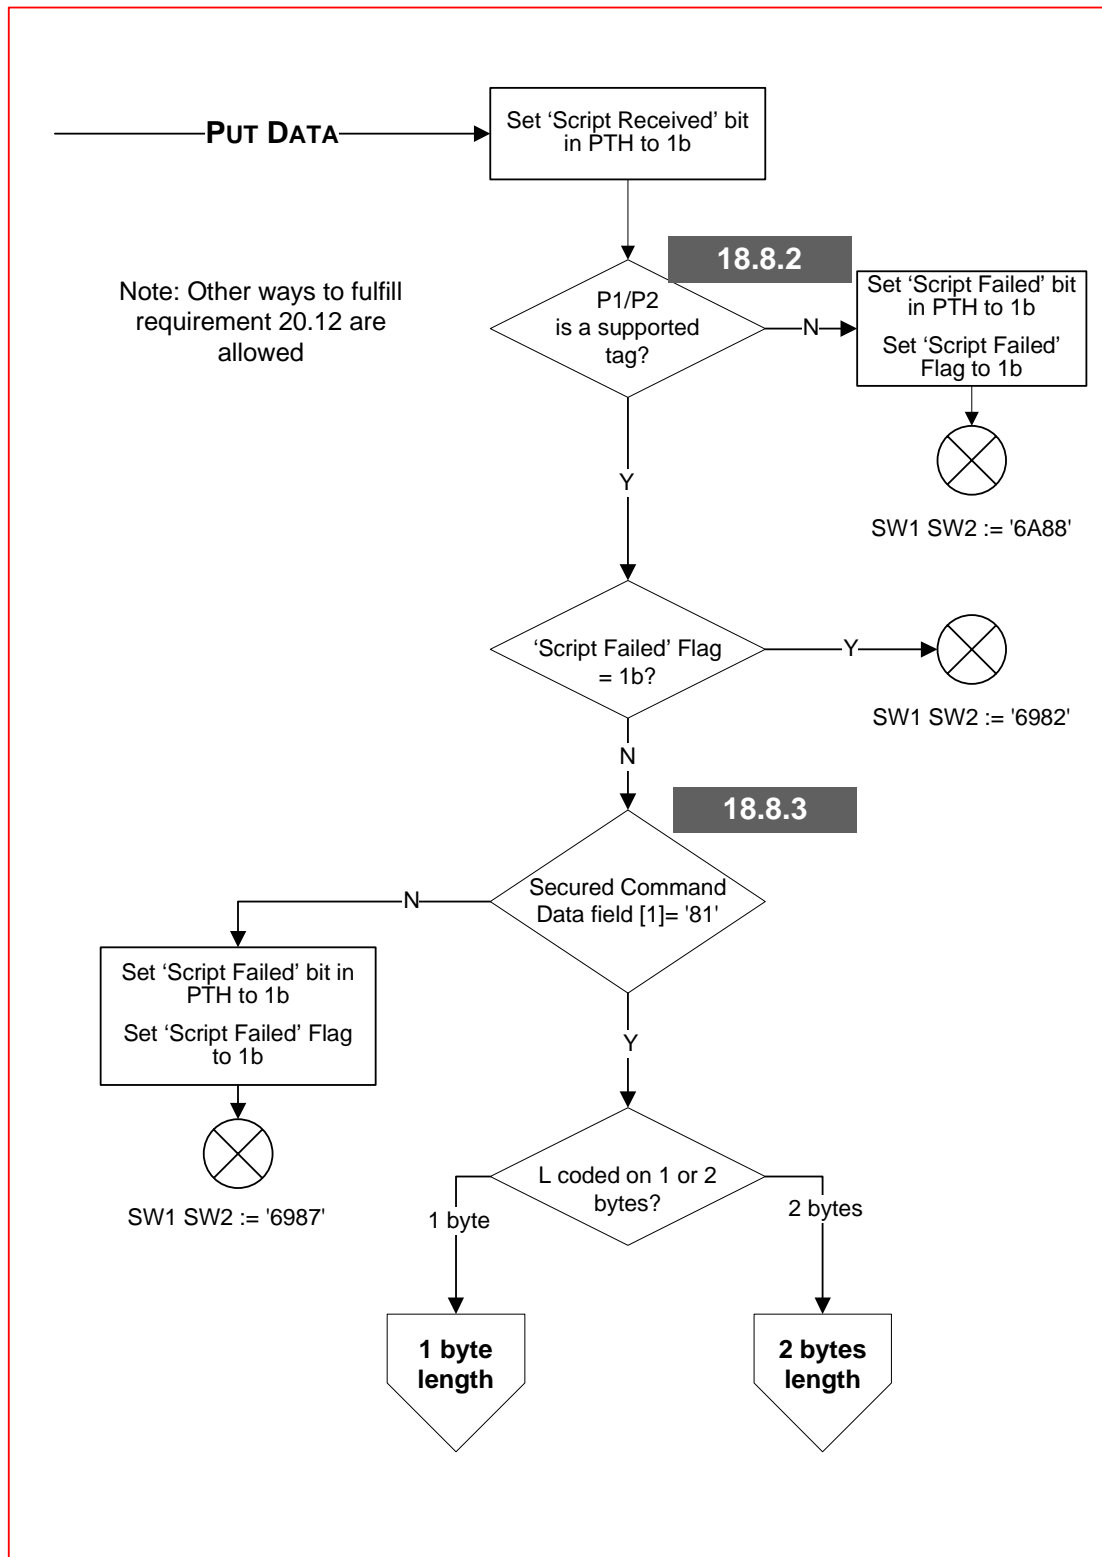 PUT DATA
Set ‘Script Received’ bit
in PTH to 1b
18.8.2
Note: Other ways to fulfill
requirement 20.12 are
allowed
P1/P2
is a supported
tag?
N
Set ‘Script Failed’ bit
in PTH to 1b
Set ‘Script Failed’
Flag to 1b
SW1 SW2 := '6A88'
Y
‘Script Failed’ Flag
= 1b?
Y
SW1 SW2 := '6982'
N
18.8.3
Secured Command
Data field [1]= '81'
N
Set ‘Script Failed’ bit in
PTH to 1b
Set ‘Script Failed’ Flag
to 1b
SW1 SW2 := '6987'
Y
L coded on 1 or 2
bytes?
1 byte
2 bytes
1 byte
length
2 bytes
length